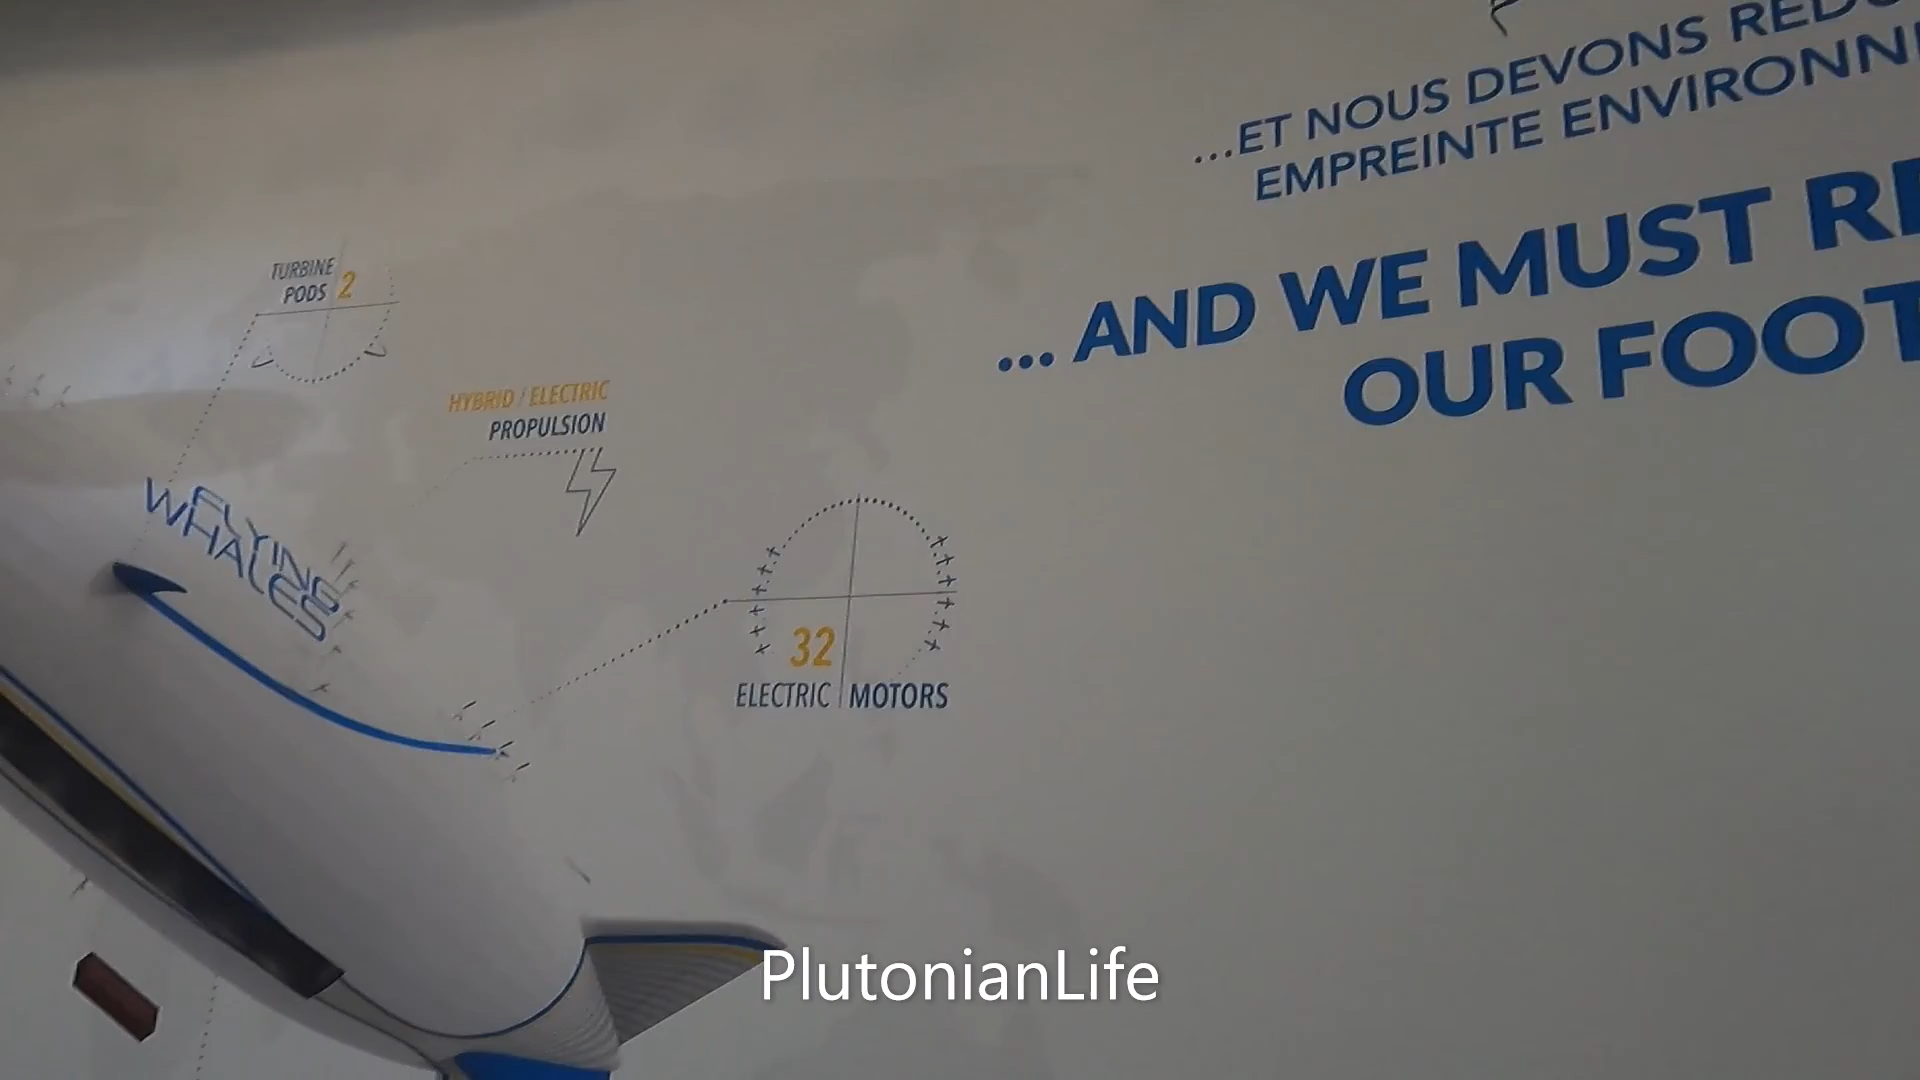 ...ET NOUS DEVONS
EMPREINTE
... AND WE MUST
OUR
TURBINE
PODS 2
HYBRID / ELECTRIC
PROPULSION
FLYING
WHALES
32
ELECTRIC MOTORS
PlutonianLife